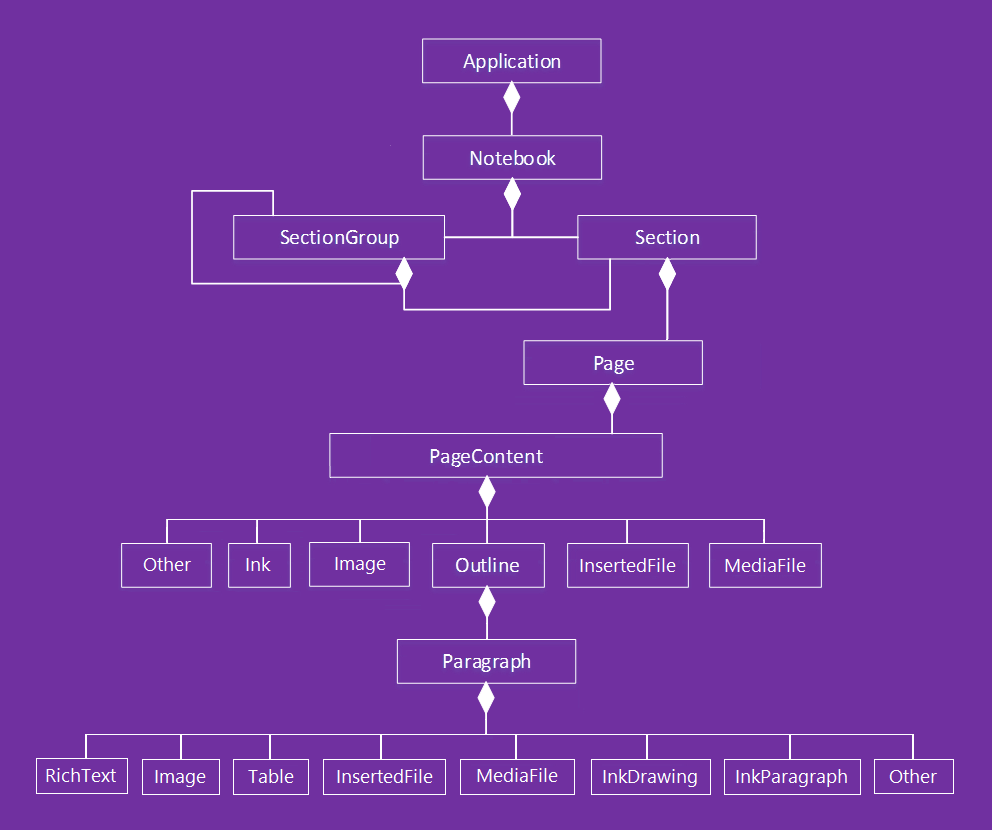 Application
Notebook
SectionGroup
Section
Page
PageContent
Other
Ink
Image
Outline
InsertedFile
MediaFile
Paragraph
RichText
Image
Table
InsertedFile
MediaFile
InkDrawing
InkParagraph
Other